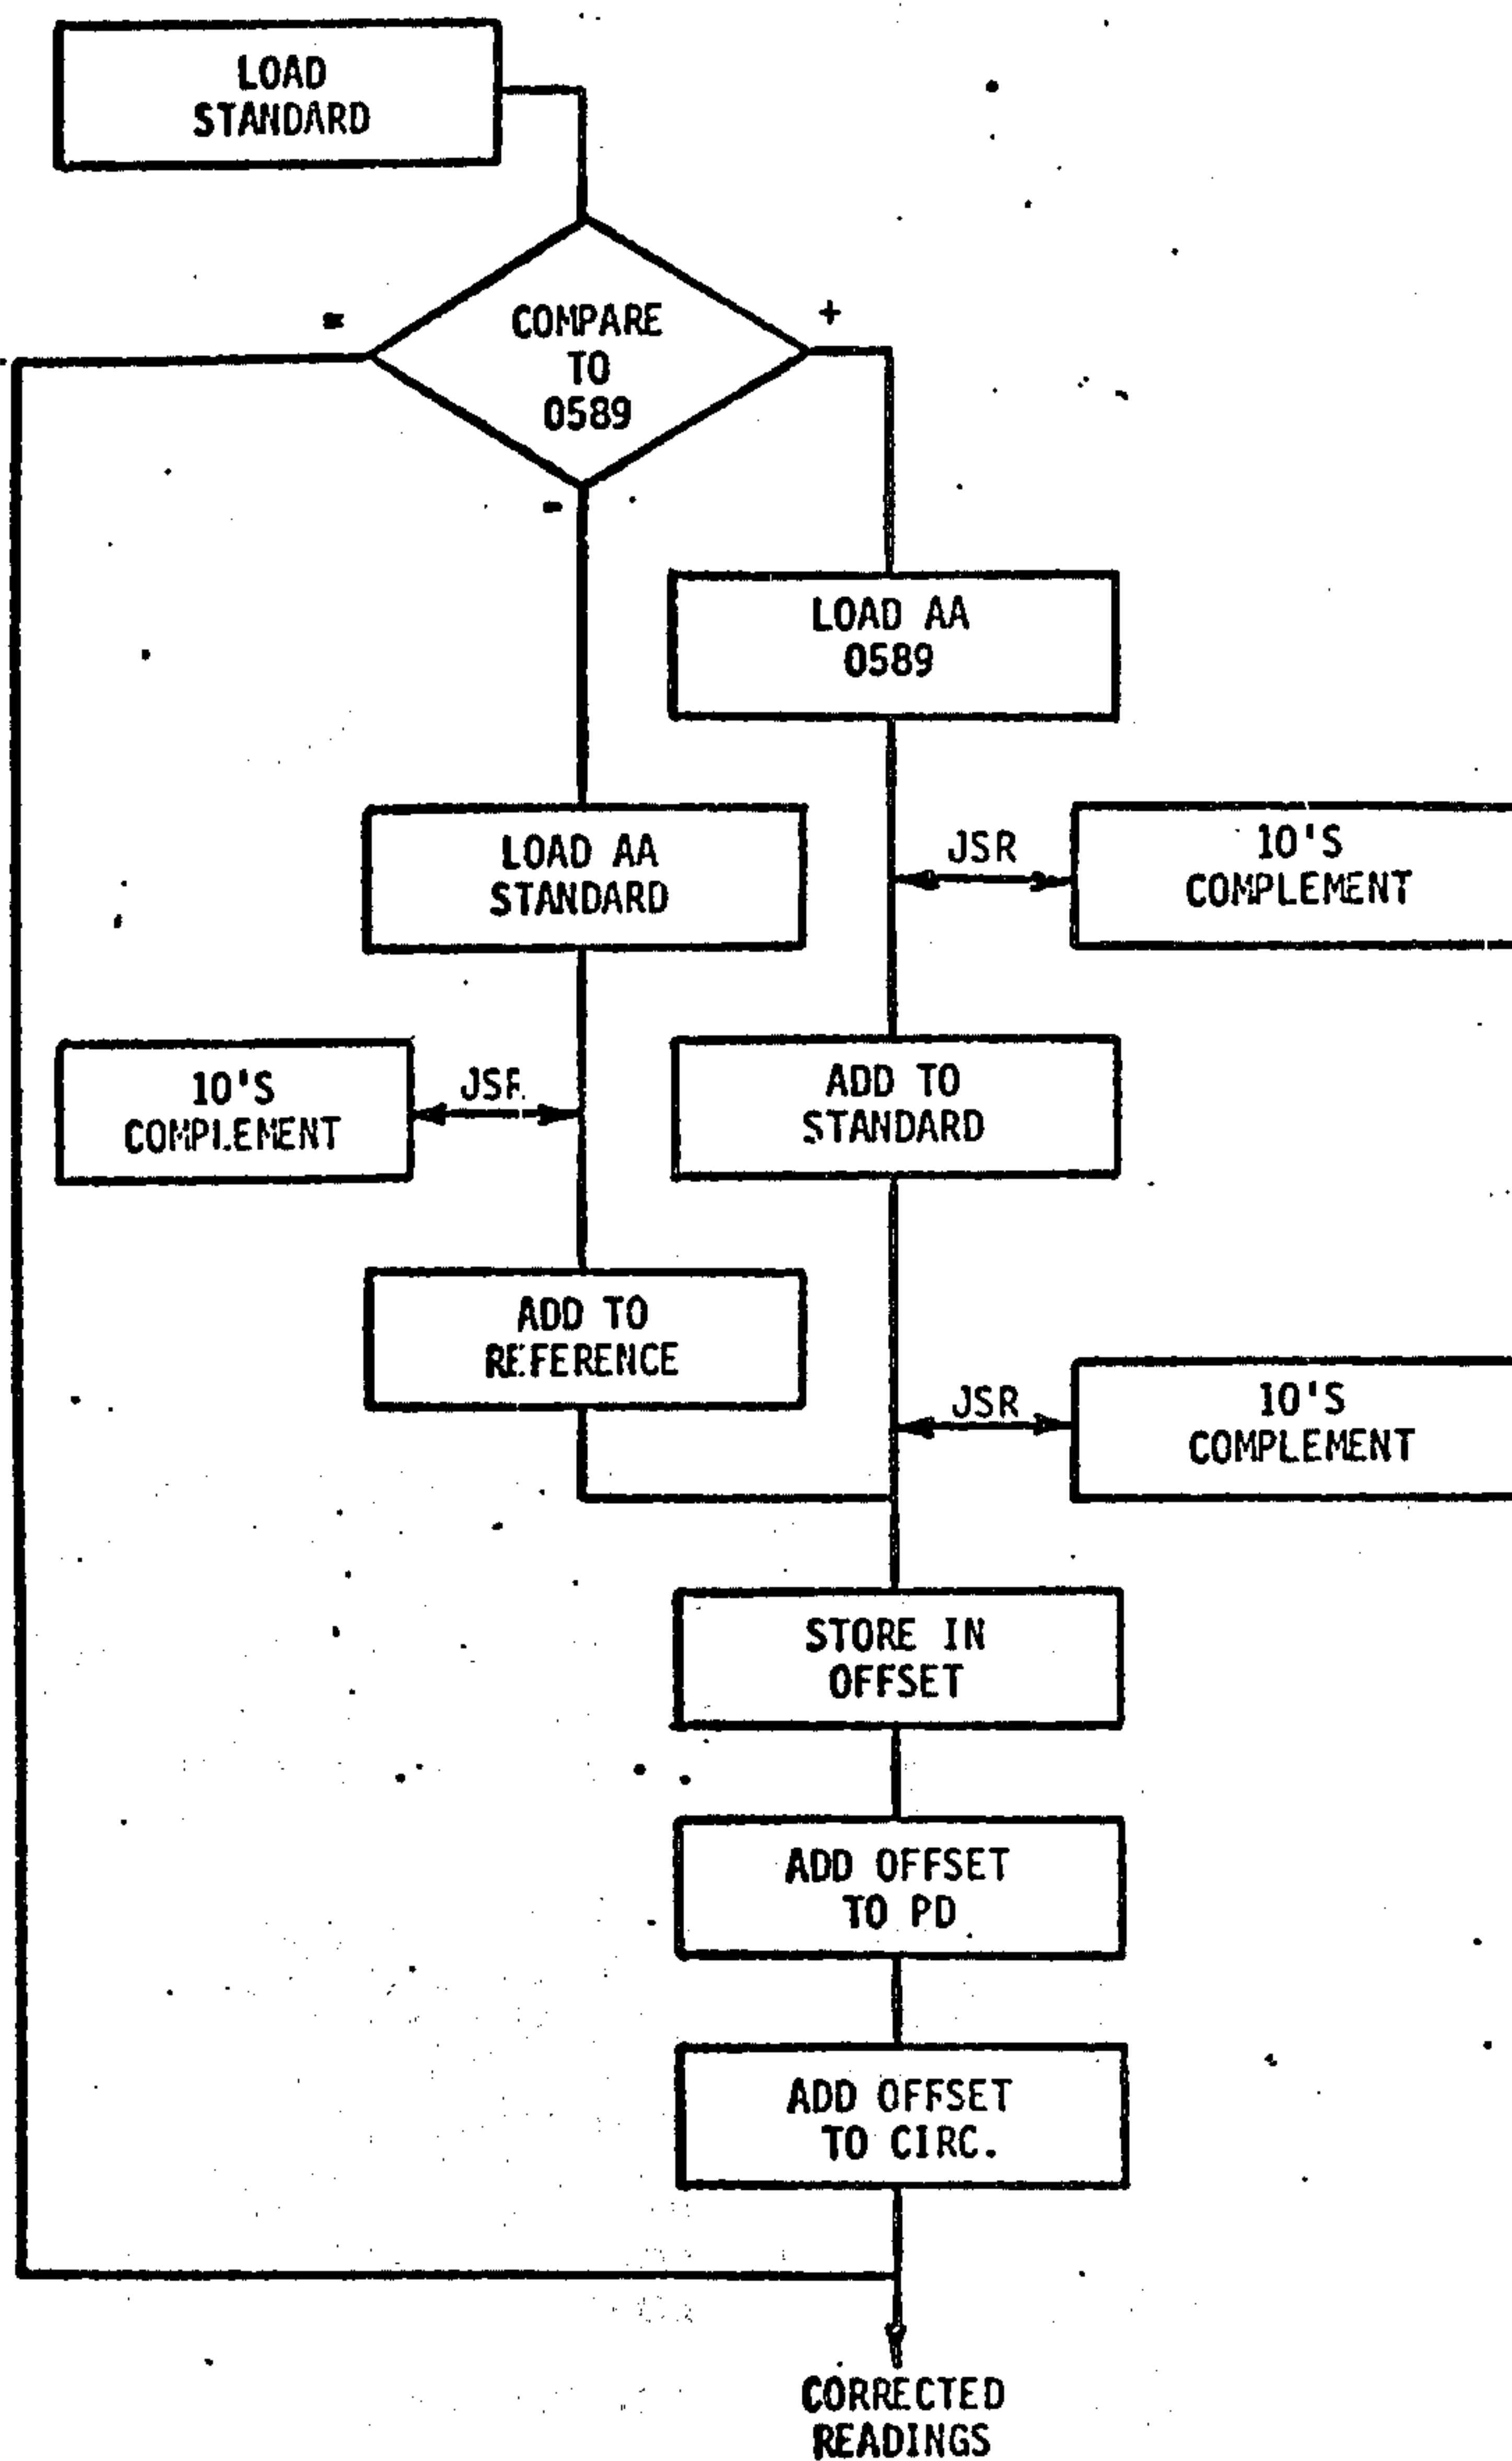 LOAD
STANDARD
=
COMPARE
TO
0589
+
-
LOAD AA
0589
LOAD AA
STANDARD
JSR
10'S
COMPLEMENT
10'S
COMPLEMENT
JSR
ADD TO
STANDARD
ADD TO
REFERENCE
JSR
10'S
COMPLEMENT
STORE IN
OFFSET
ADD OFFSET
TO PD
ADD OFFSET
TO CIRC.
CORRECTED
READINGS